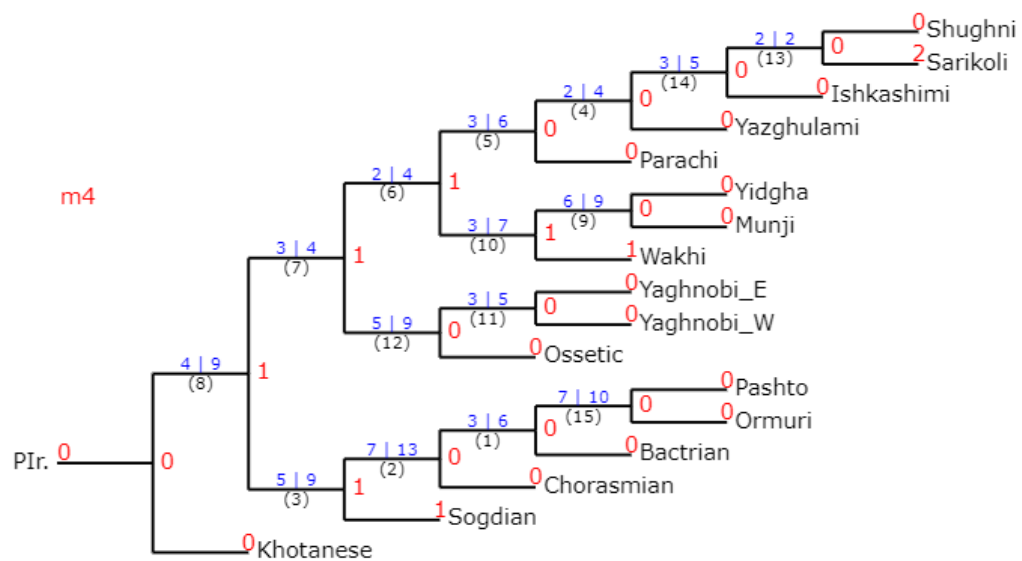 0 Shughni
2 | 2
0
(13)
2 Sarikoli
3 | 5
0
(14)
0 Ishkashimi
2 | 4
0
(4)
0 Yazghulami
3 | 6
0
(5)
0 Parachi
2 | 4
1
(6)
0 Yidgha
m4
6 | 9
0
(9)
0 Munji
3 | 7
1
(10)
1 Wakhi
3 | 4
1
(7)
0 Yaghnobi_E
3 | 5
0
(11)
0 Yaghnobi_W
5 | 9
0
(12)
0 Ossetic
4 | 9
1
(8)
0 Pashto
7 | 10
0
(15)
0 Ormuri
3 | 6
0
(1)
0 Bactrian
7 | 13
0
(2)
PIr. 0
0
0 Chorasmian
5 | 9
1
(3)
1 Sogdian
0 Khotanese